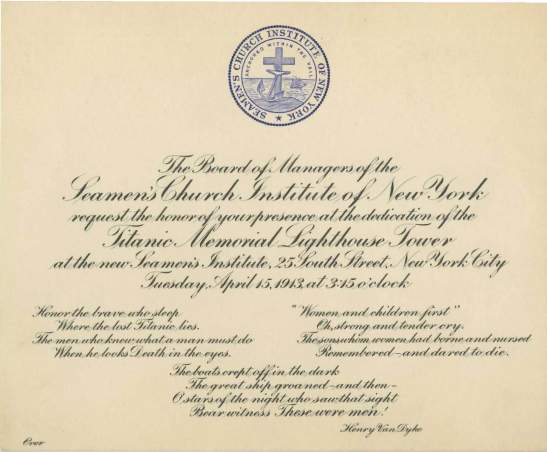 SEAMEN'S CHURCH INSTITUTE OF NEW YORK
ANCHORED WITHIN THE VEIL
The Board of Managers of the
Seamen's Church Institute of New York
request the honor of your presence at the dedication of the
Titanic Memorial Lighthouse Tower
at the new Seamen's Institute, 25 South Street, New York City
Tuesday, April 15, 1913, at 3:45 o'clock
Honor the brave who sleep
Where the lost Titanic lies.
The men who knew what a man must do
When he looks Death in the eyes.
"Women and children first"
Oh, strong and tender cry.
The sons whom women had borne and nursed
Remembered—and dared to die.
The boats crept off in the dark
The great ship groaned—and then—
O stars of the night who saw that sight
Bear witness These were men!
Henry Van Dyke
Over